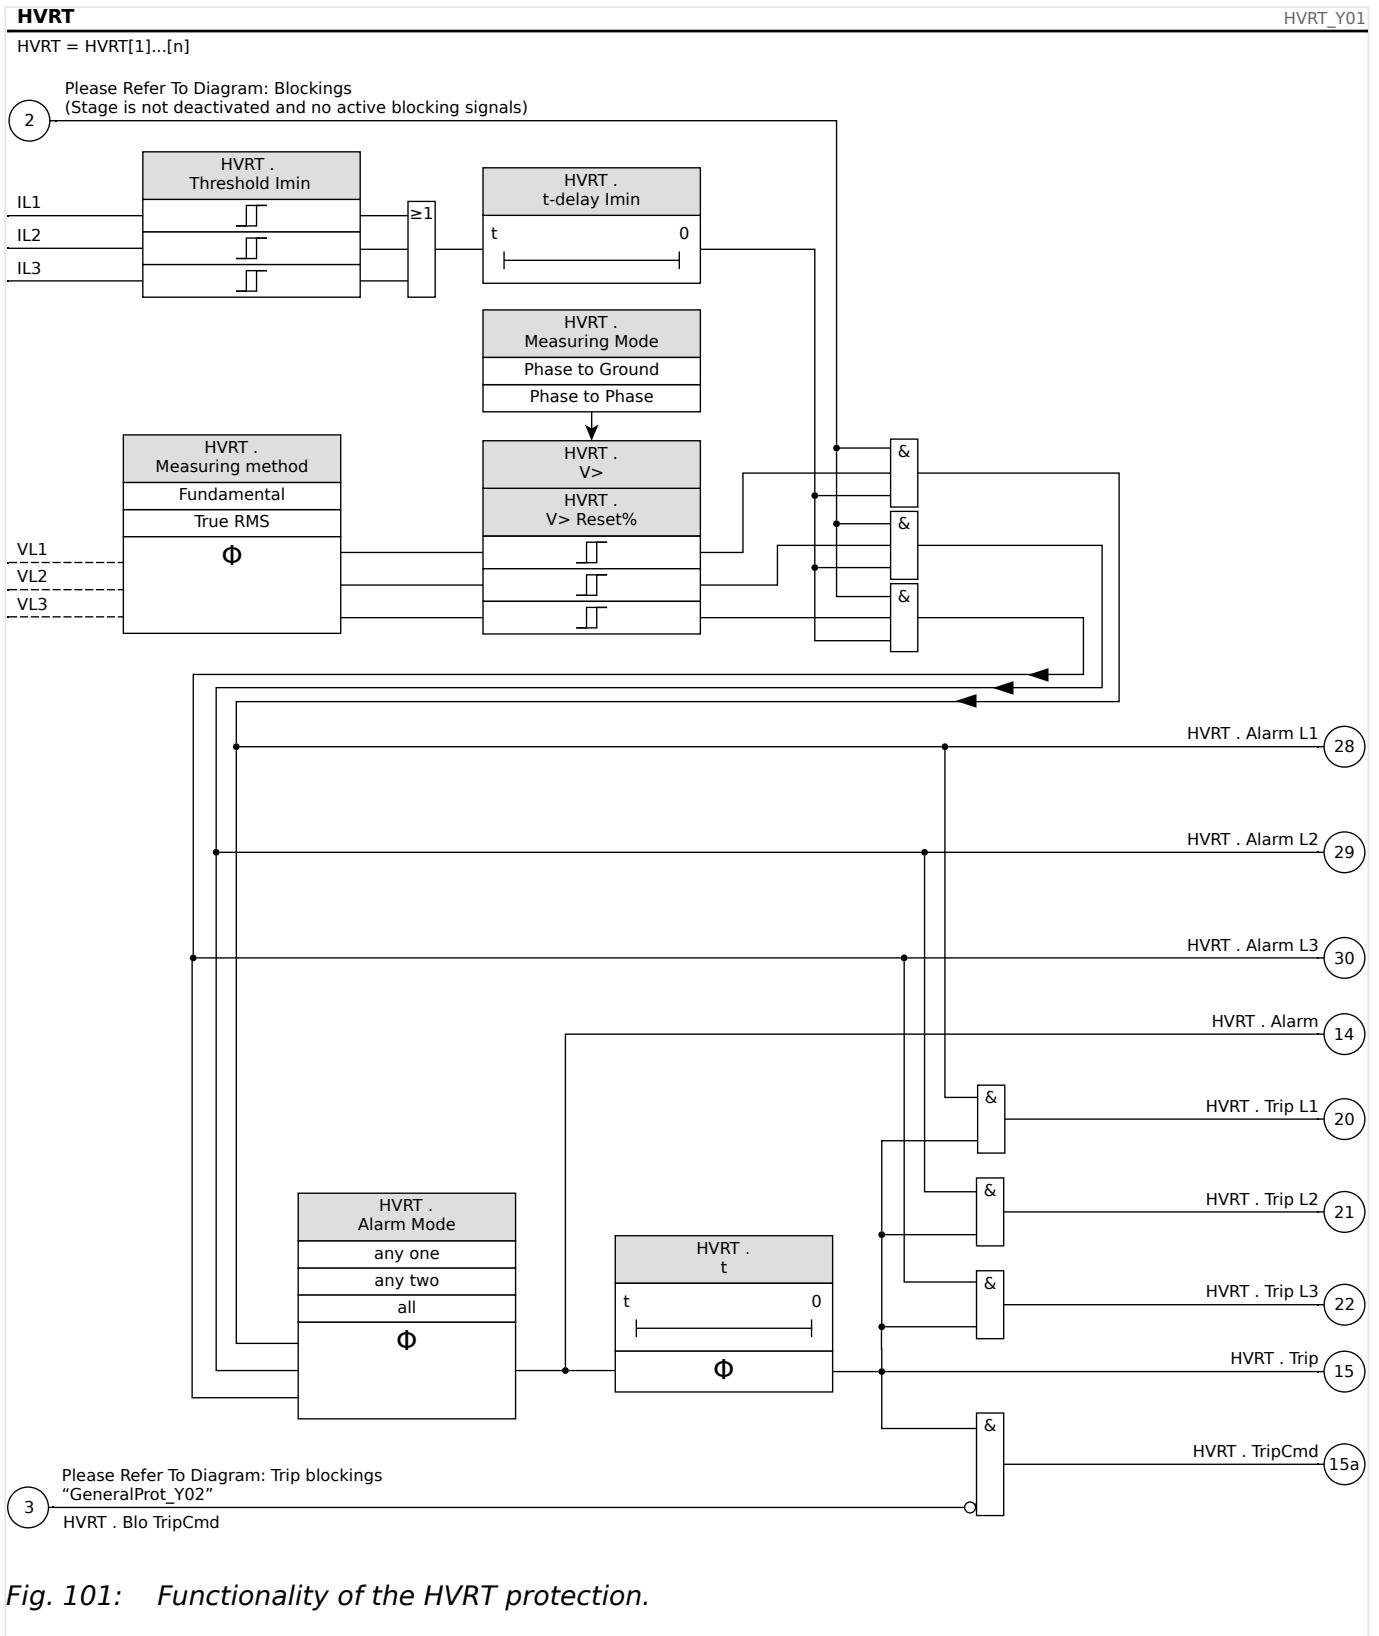 HVRT
HVRT_Y01
HVRT = HVRT[1]...[n]
Please Refer To Diagram: Blockings
(Stage is not deactivated and no active blocking signals)
2
HVRT .
Threshold Imin
IL1
IL2
IL3
≥1
HVRT .
t-delay Imin
t 0
HVRT .
Measuring Mode
Phase to Ground
Phase to Phase
HVRT .
Measuring method
Fundamental
True RMS
Φ
VL1
VL2
VL3
HVRT .
V>
HVRT .
V> Reset%
&
&
&
HVRT . Alarm L1
28
HVRT . Alarm L2
29
HVRT . Alarm L3
30
HVRT . Alarm
14
&
HVRT . Trip L1
20
&
HVRT . Trip L2
21
&
HVRT . Trip L3
22
HVRT .
Alarm Mode
any one
any two
all
Φ
HVRT .
t
t 0
Φ
HVRT . Trip
15
&
HVRT . TripCmd
15a
Please Refer To Diagram: Trip blockings
“GeneralProt_Y02”
3
HVRT . Blo TripCmd
Fig. 101: Functionality of the HVRT protection.